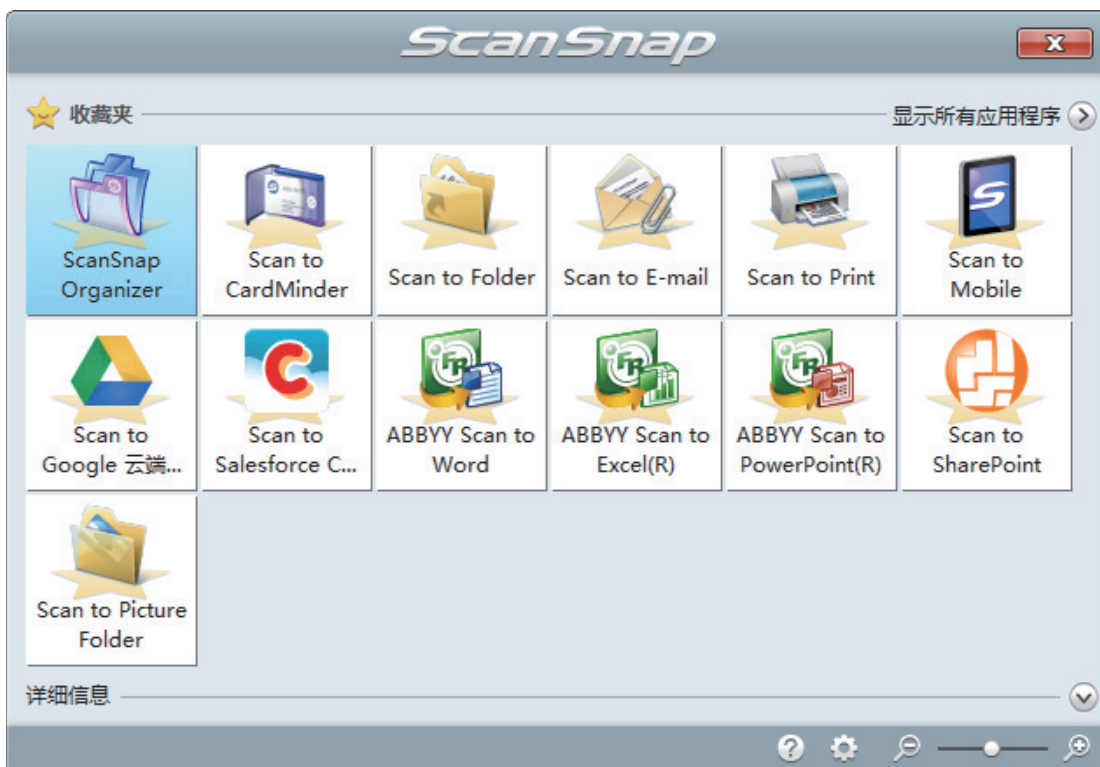 ScanSnap
收藏夹
显示所有应用程序
ScanSnap
Organizer
Scan to
CardMinder
Scan to Folder
Scan to E-mail
Scan to Print
Scan to
Mobile
Scan to
Google 云端...
Scan to
Salesforce C...
ABBYY Scan to
Word
ABBYY Scan to
Excel(R)
ABBYY Scan to
PowerPoint(R)
Scan to
SharePoint
Scan to Picture
Folder
详细信息